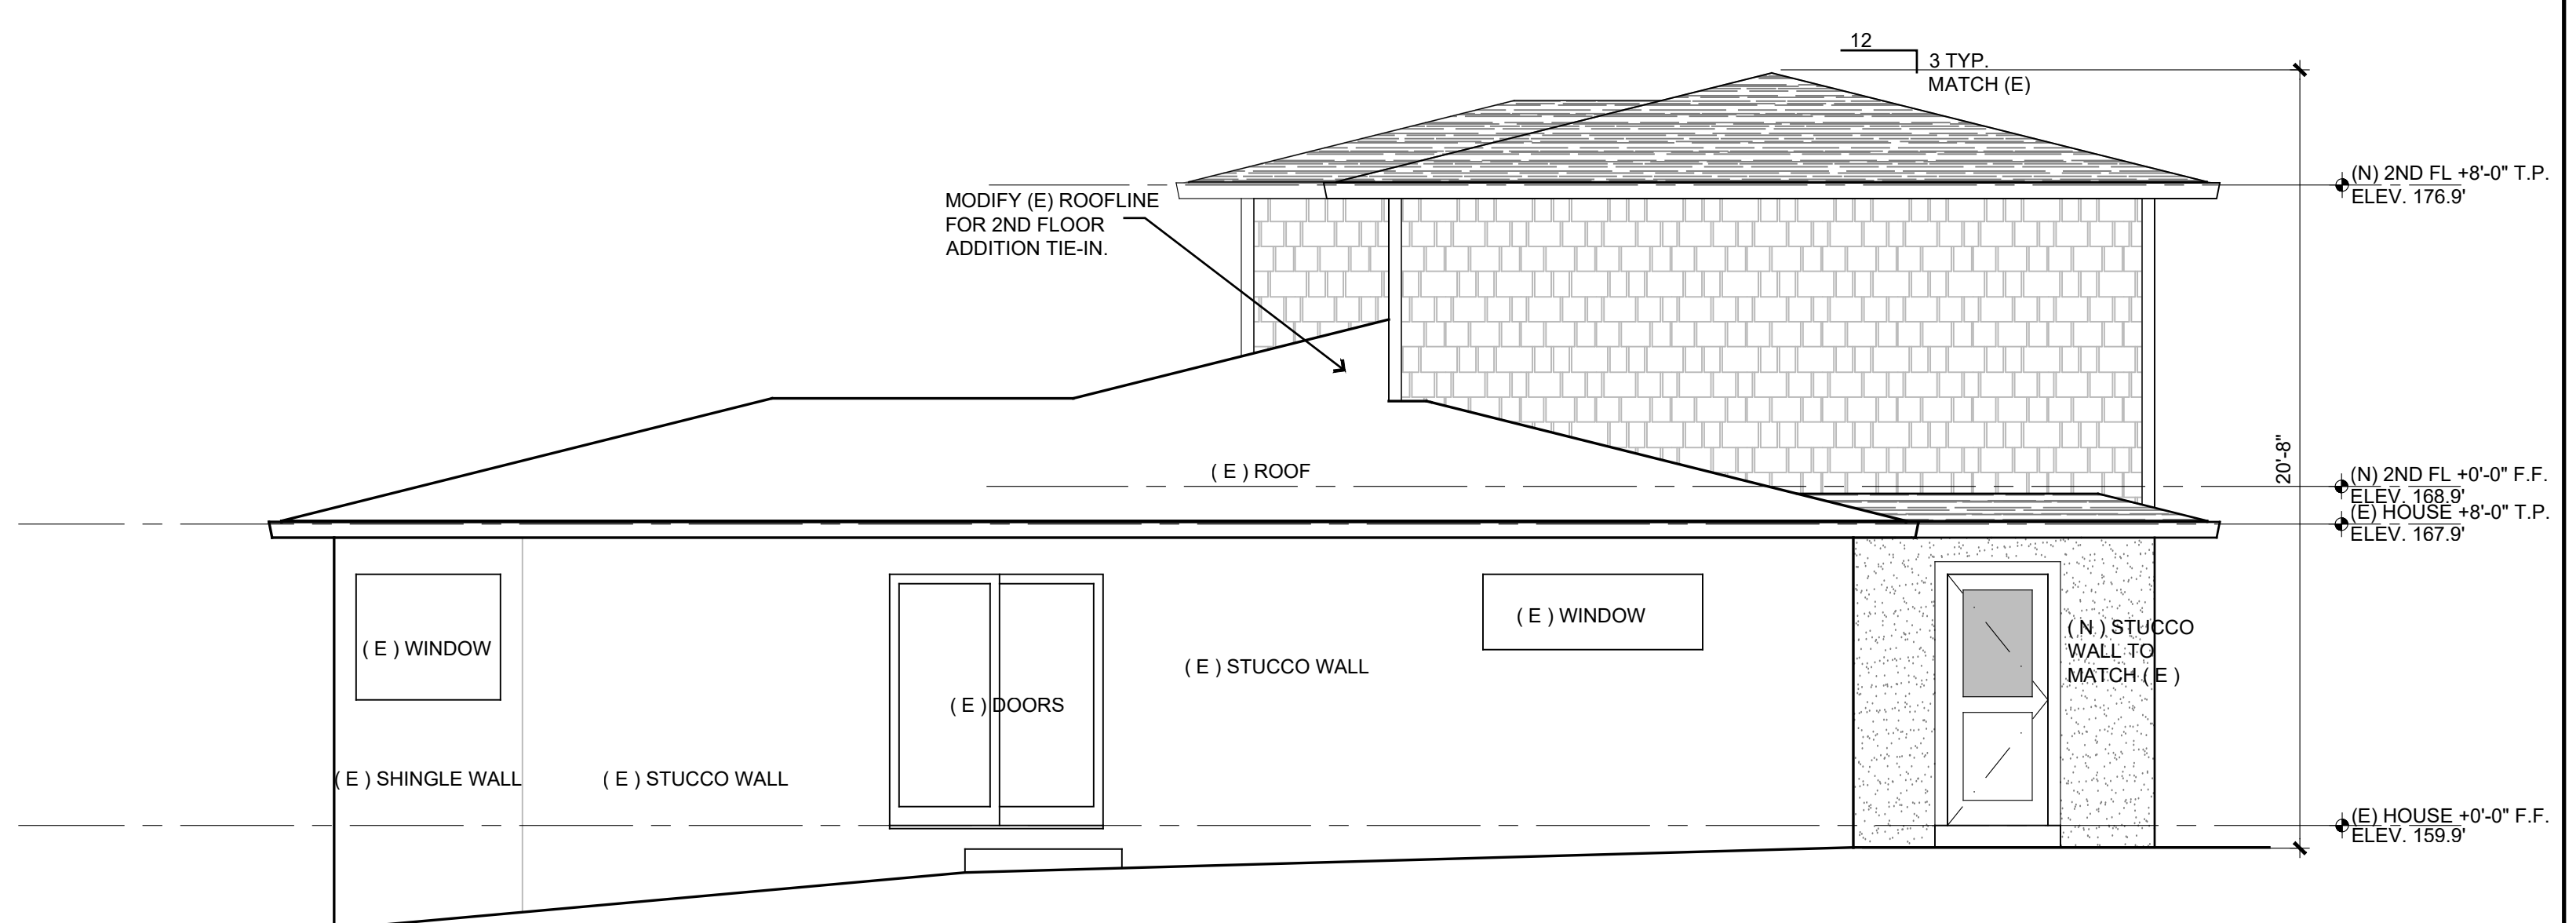 12
3 TYP.
MATCH (E)
(N) 2ND FL +8'-0" T.P.
ELEV. 176.9'
MODIFY (E) ROOFLINE
FOR 2ND FLOOR
ADDITION TIE-IN.
20'-8"
( E ) ROOF
(N) 2ND FL +0'-0" F.F.
ELEV. 168.9'
(E) HOUSE +8'-0" T.P.
ELEV. 167.9'
( E ) WINDOW
( E ) WINDOW
( N ) STUCCO
WALL TO
MATCH ( E )
( E ) STUCCO WALL
( E ) DOORS
( E ) SHINGLE WALL
( E ) STUCCO WALL
(E) HOUSE +0'-0" F.F.
ELEV. 159.9'